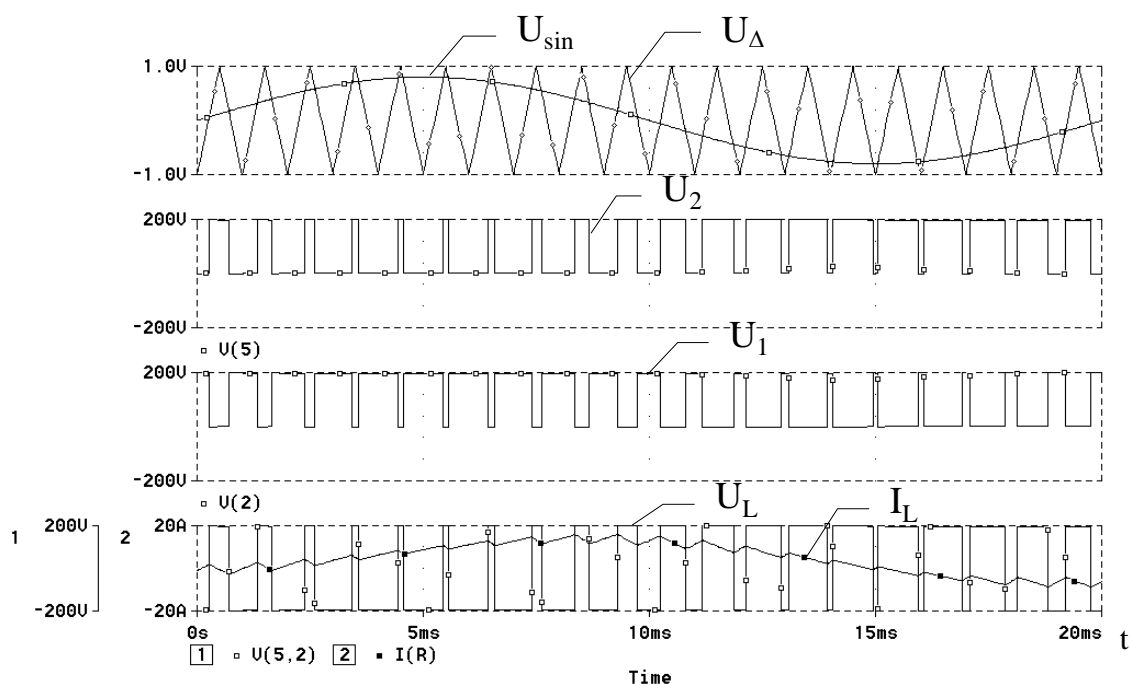 U_sin U_Δ
1.0V
-1.0V
U_2
200V
-200V
V(5)
U_1
200V
-200V
V(2)
U_L I_L
1 200V 2 20A
-200V -20A
0s 5ms 10ms 15ms 20ms t
1 V(5,2) 2 I(R)
Time